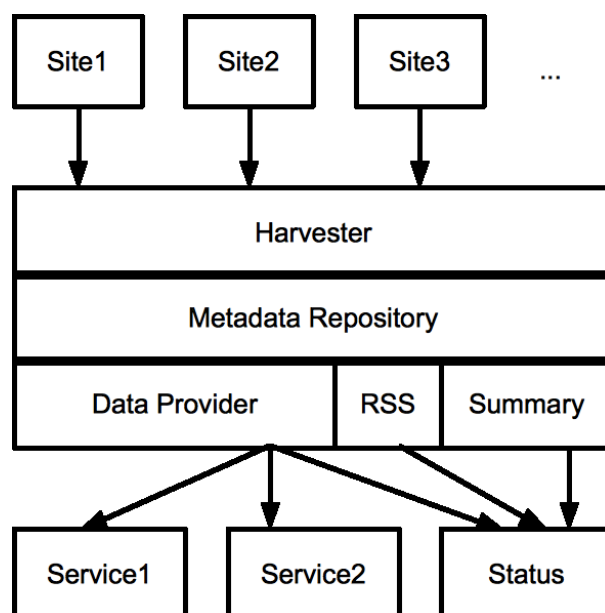 Site1 Site2 Site3 ...
Harvester
Metadata Repository
Data Provider RSS Summary
Service1 Service2 Status